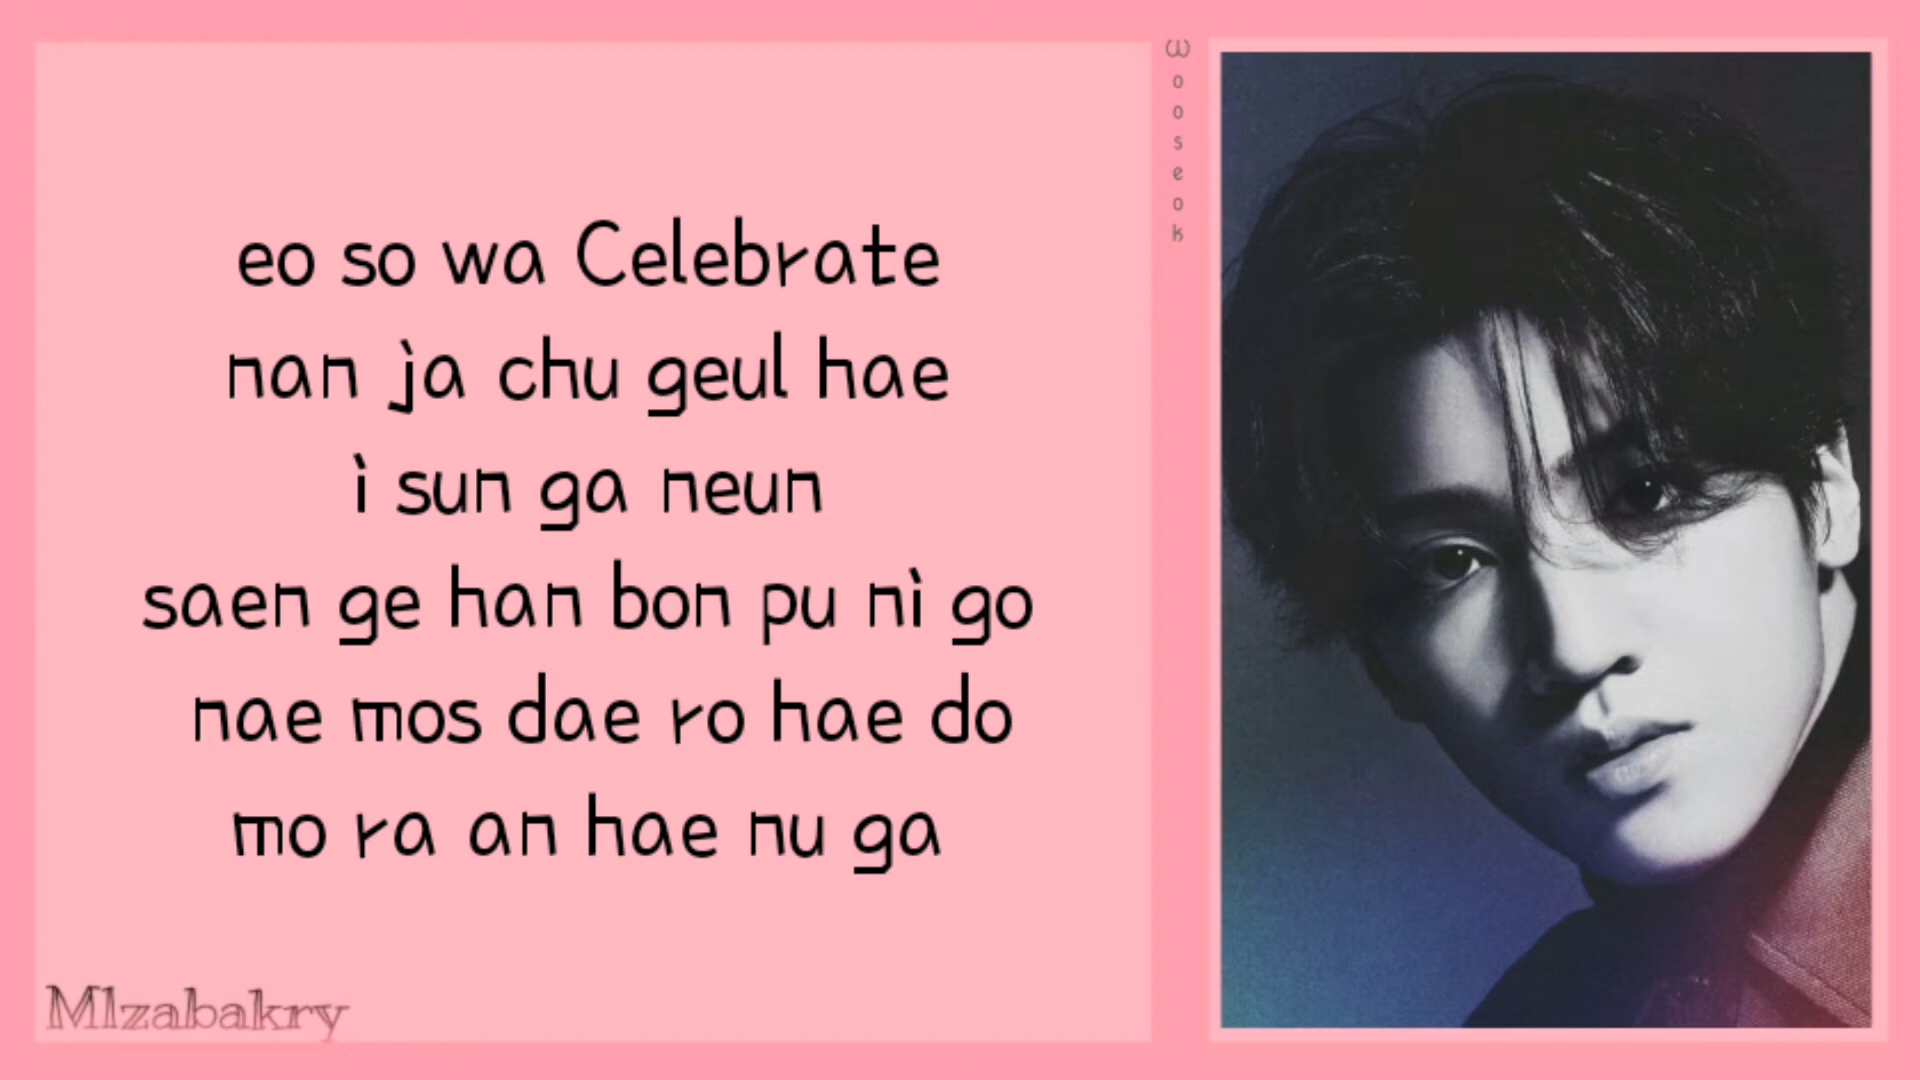 eo so wa Celebrate
nan ja chu geul hae
i sun ga neun
saen ge han bon pu ni go
nae mos dae ro hae do
mo ra an hae nu ga
Mlzabakry
Wooseok